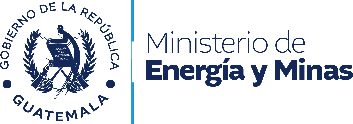 GOBIERNO DE LA REPÚBLICA
GUATEMALA
Ministerio de
Energía y Minas